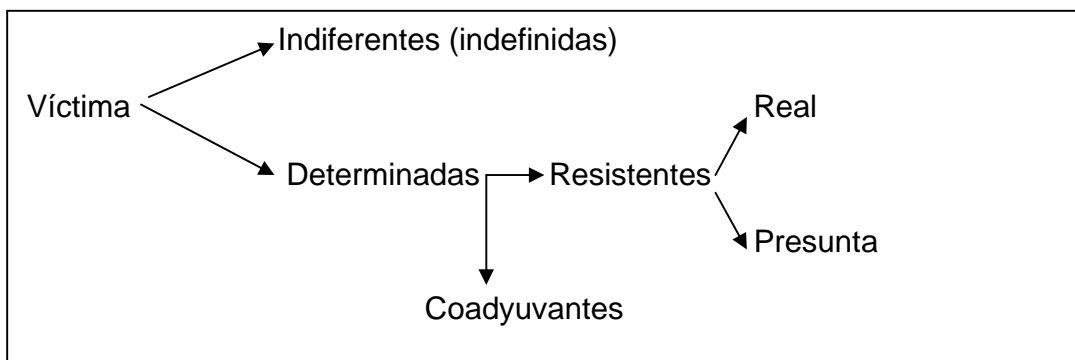 Indiferentes (indefinidas)
Víctima
Real
Determinadas
Resistentes
Presunta
Coadyuvantes